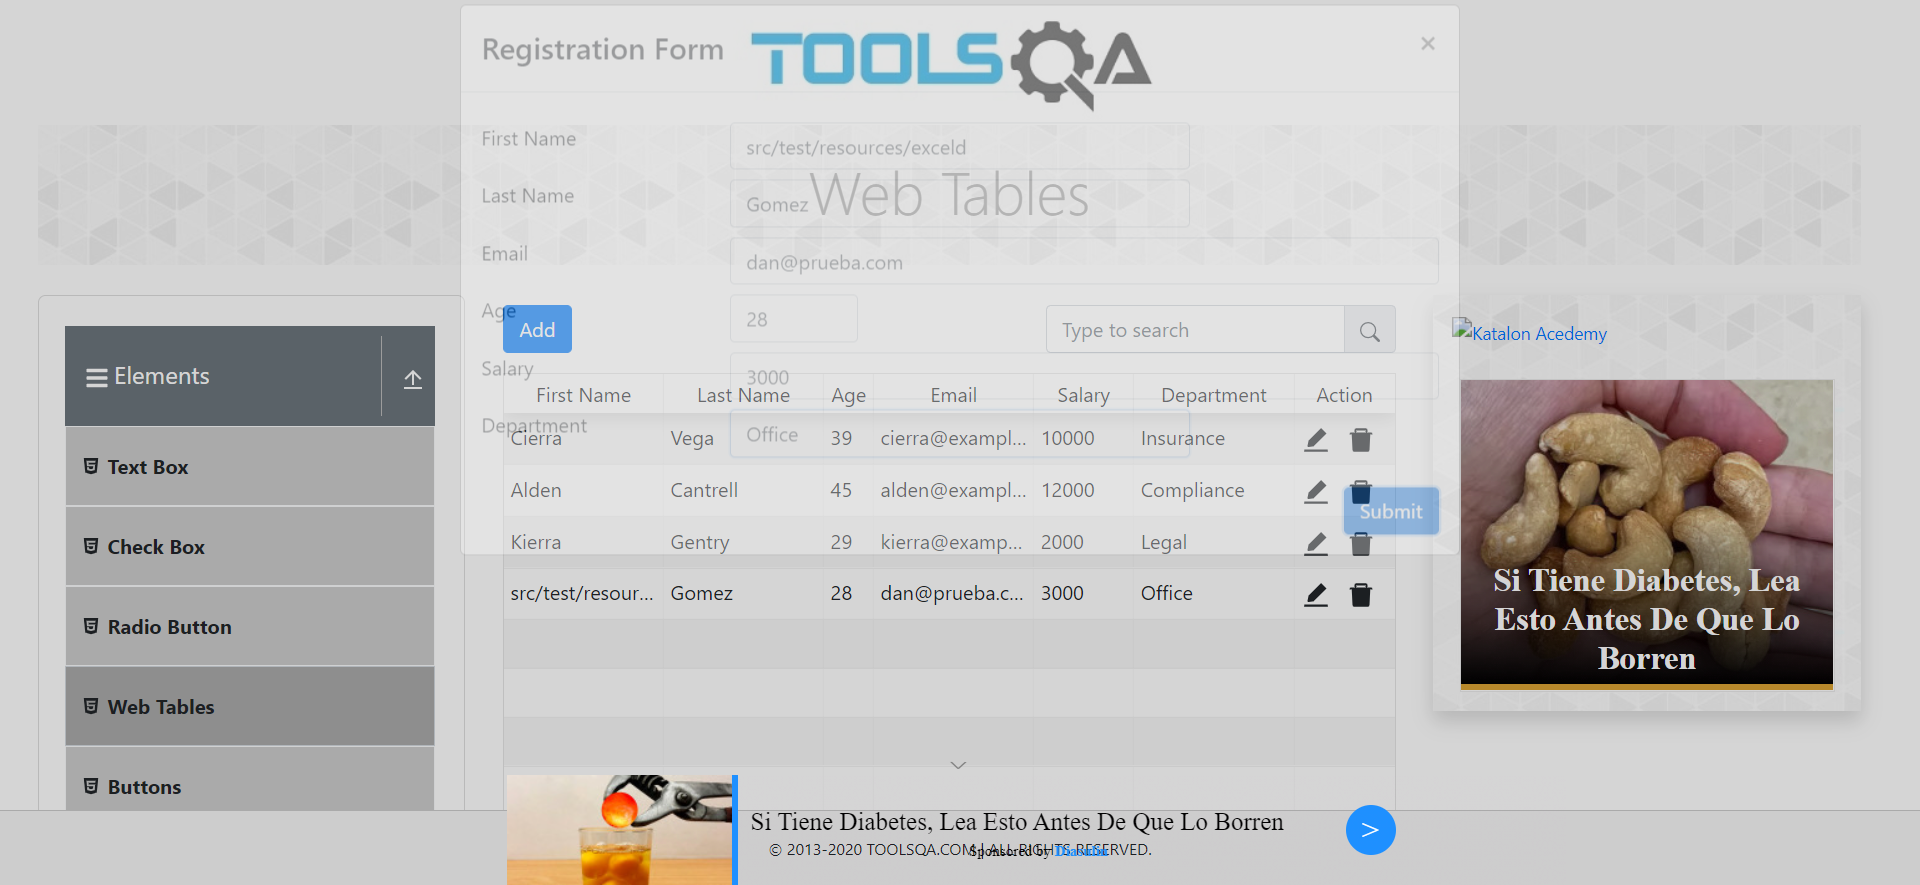 Registration Form
TOOLSQA
×
First Name
src/test/resources/exceld
Last Name
Gomez
Web Tables
Email
dan@prueba.com
Age
28
Add
Type to search
Salary
3000
Department
Office
Submit
Elements
Text Box
Check Box
Radio Button
Web Tables
Buttons
First Name Last Name Age Email Salary Department Action
Cierra Vega 39 cierra@exampl... 10000 Insurance
Alden Cantrell 45 alden@exampl... 12000 Compliance
Kierra Gentry 29 kierra@examp... 2000 Legal
src/test/resour... Gomez 28 dan@prueba.c... 3000 Office
Katalon Acedemy
Si Tiene Diabetes, Lea
Esto Antes De Que Lo
Borren
Si Tiene Diabetes, Lea Esto Antes De Que Lo Borren
>
© 2013-2020 TOOLSQA.COM | ALL RIGHTS RESERVED.
Sponsored by